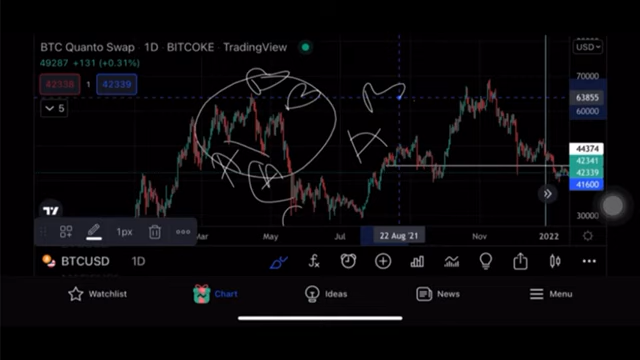 BTC Quanto Swap · 1D · BITCOKE · TradingView
USD
49287 +131 (+0.31%)
42338 1 42339
5
70000
63855
60000
44374
42341
42339
41600
30000
Mar May Jul 22 Aug '21 Nov 2022
1px
BTCUSD 1D
Watchlist Chart Ideas News Menu